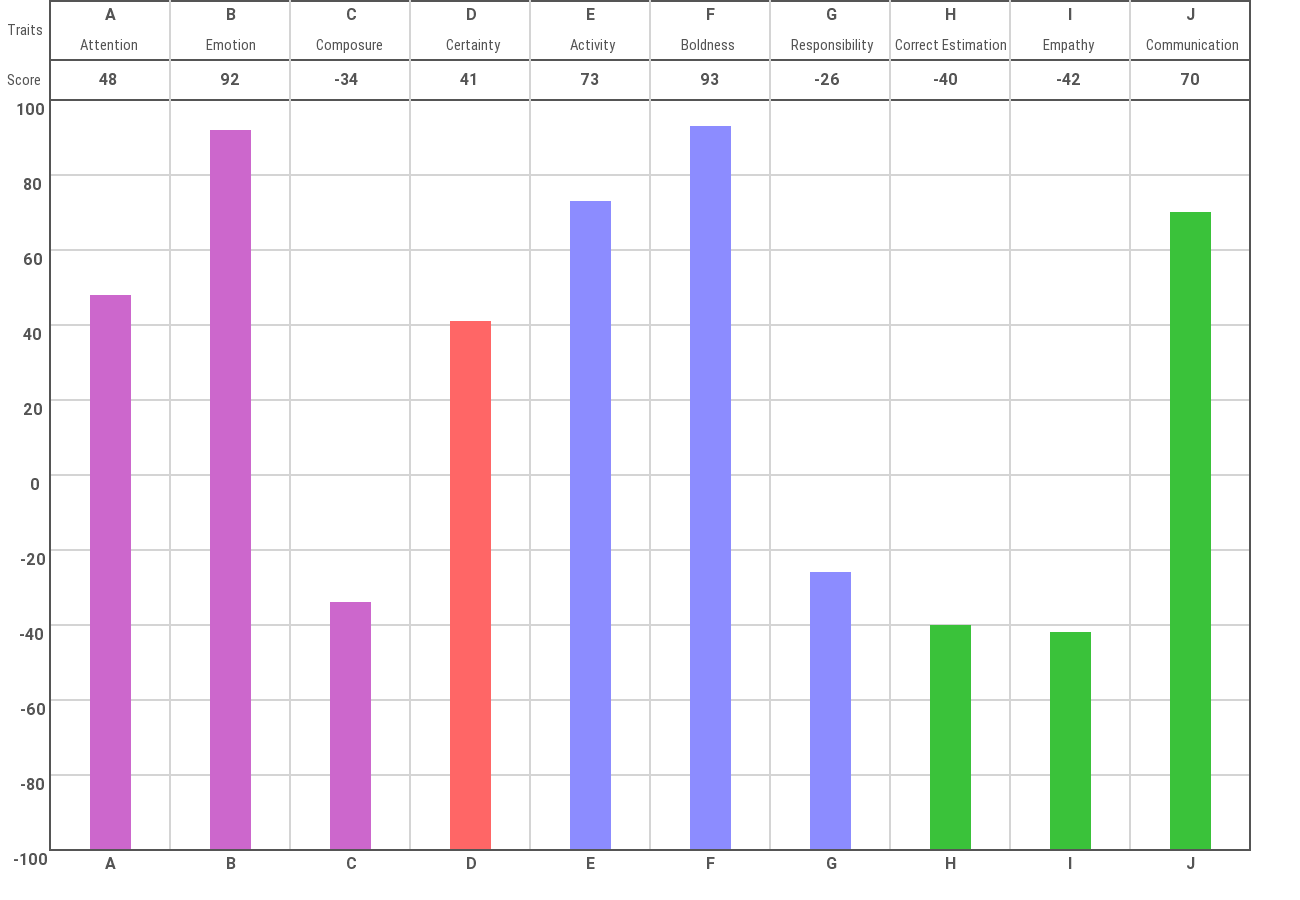 Traits A B C D E F G H I J
Attention Emotion Composure Certainty Activity Boldness Responsibility Correct Estimation Empathy Communication
Score 48 92 -34 41 73 93 -26 -40 -42 70
100
80
60
40
20
0
-20
-40
-60
-80
-100
A B C D E F G H I J